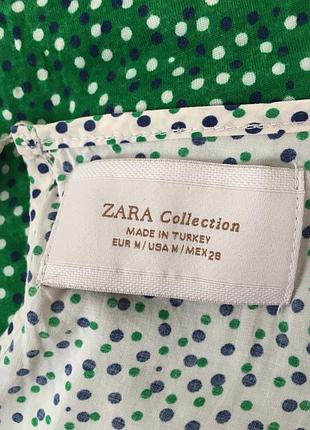 ZARA Collection
MADE IN TURKEY
EUR M/USA M/MEX 28